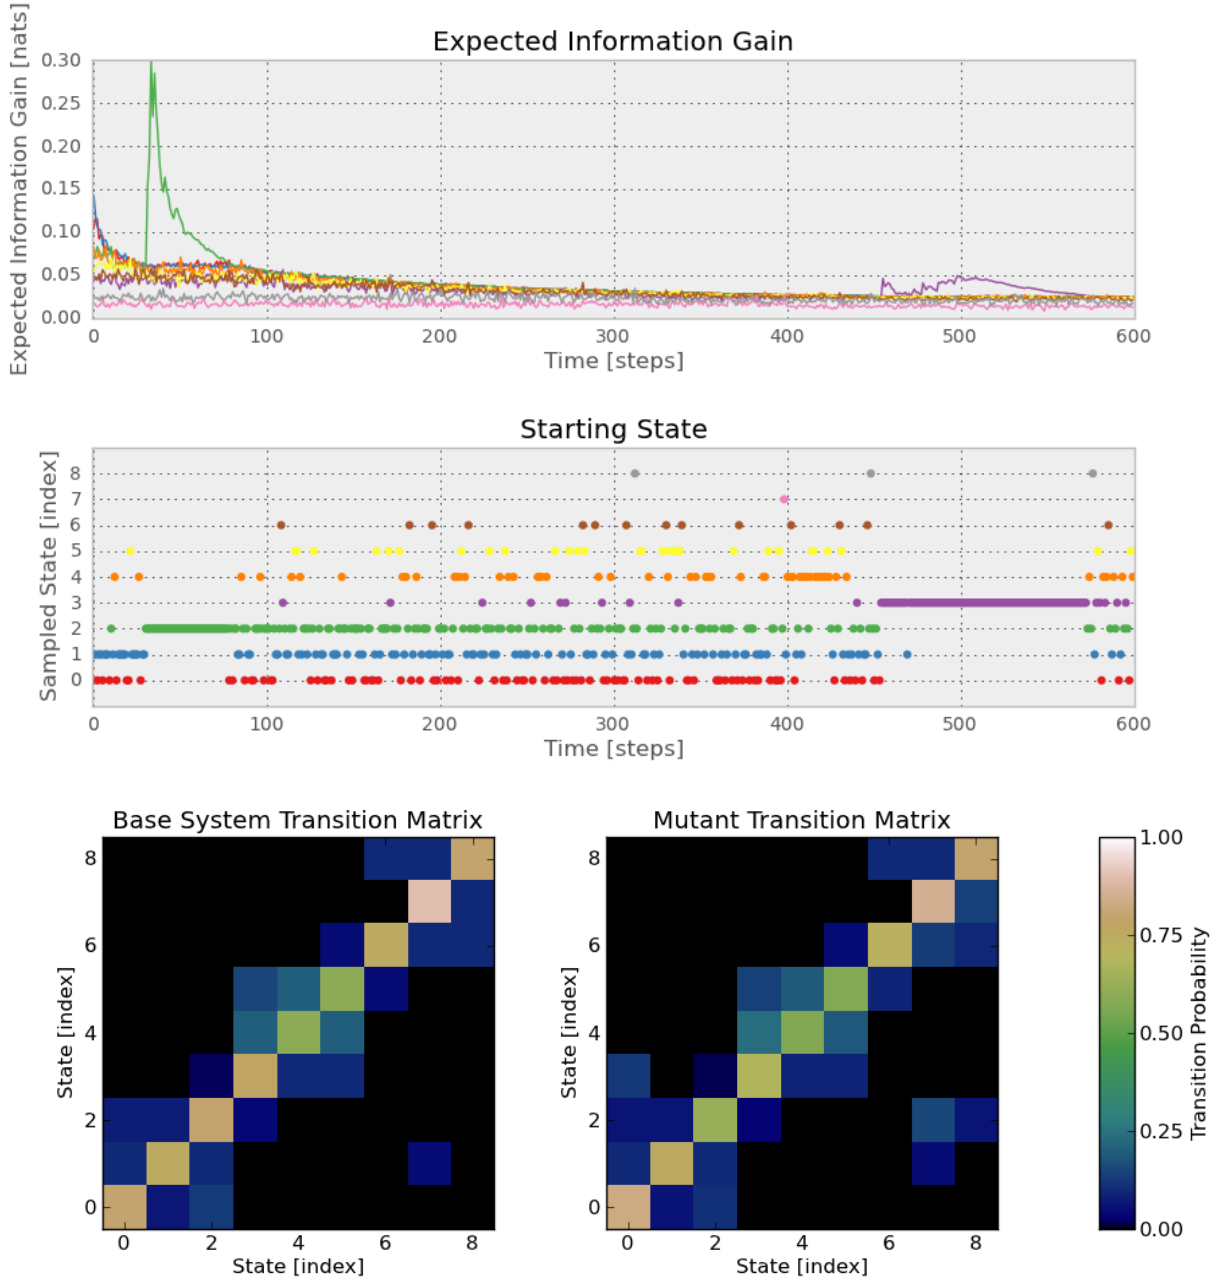 Expected Information Gain
Expected Information Gain [nats]
0.30
0.25
0.20
0.15
0.10
0.05
0.00
0 100 200 300 400 500 600
Time [steps]
Starting State
Sampled State [index]
8
7
6
5
4
3
2
1
0
0 100 200 300 400 500 600
Time [steps]
Base System Transition Matrix
State [index]
8
6
4
2
0
0 2 4 6 8
State [index]
Mutant Transition Matrix
State [index]
8
6
4
2
0
0 2 4 6 8
State [index]
1.00
0.75
0.50
0.25
0.00
Transition Probability